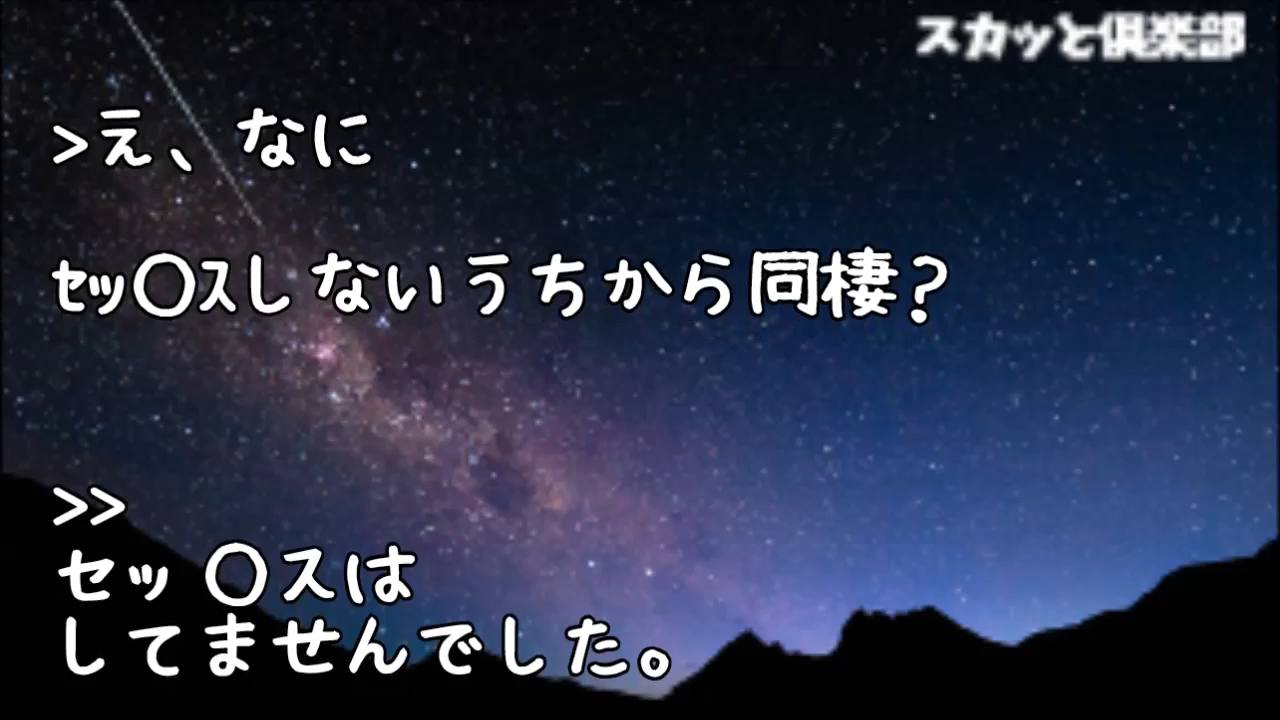 スカッと倶楽部
>え、なに
ｾｯ〇ｽしないうちから同棲?
>>
セッ〇スは
してませんでした。